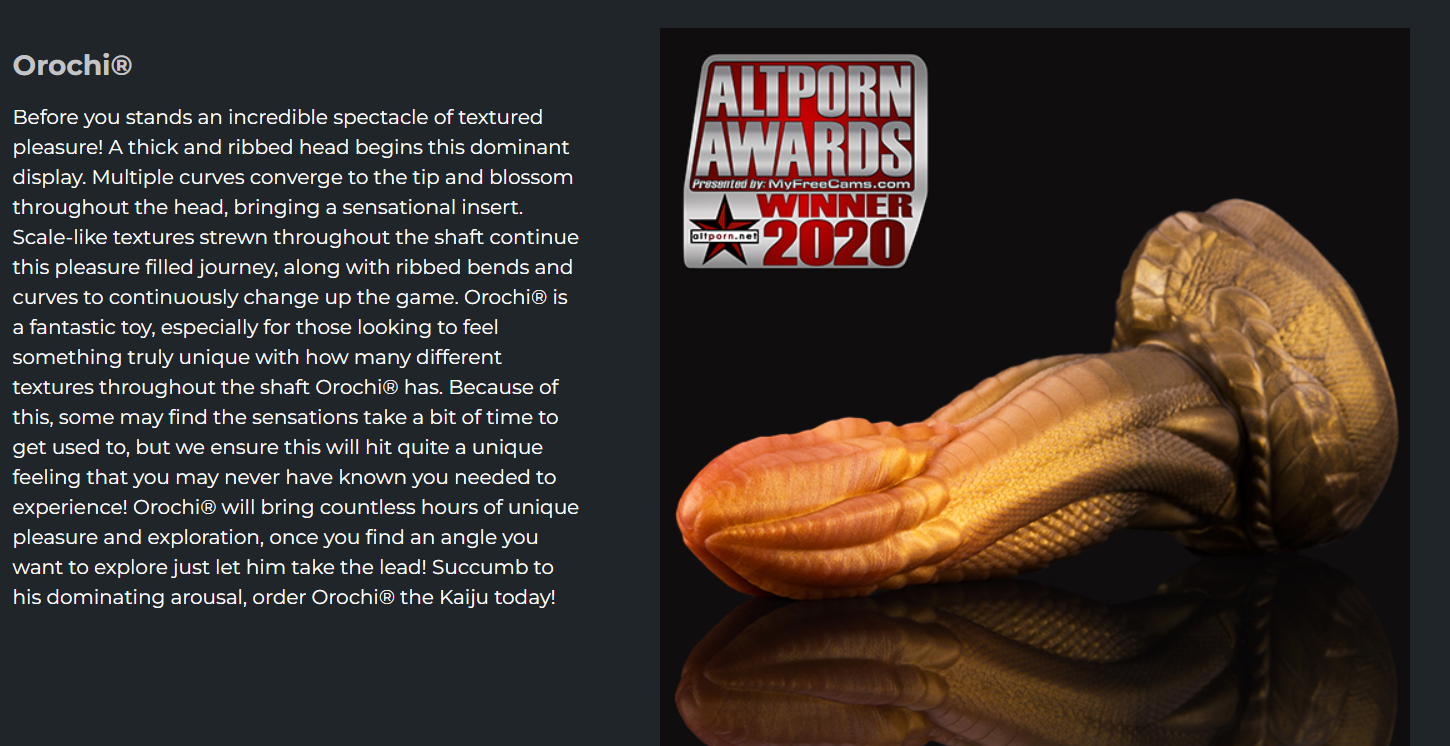 Orochi®
Before you stands an incredible spectacle of textured
pleasure! A thick and ribbed head begins this dominant
display. Multiple curves converge to the tip and blossom
throughout the head, bringing a sensational insert.
Scale-like textures strewn throughout the shaft continue
this pleasure filled journey, along with ribbed bends and
curves to continuously change up the game. Orochi® is
a fantastic toy, especially for those looking to feel
something truly unique with how many different
textures throughout the shaft Orochi® has. Because of
this, some may find the sensations take a bit of time to
get used to, but we ensure this will hit quite a unique
feeling that you may never have known you needed to
experience! Orochi® will bring countless hours of unique
pleasure and exploration, once you find an angle you
want to explore just let him take the lead! Succumb to
his dominating arousal, order Orochi® the Kaiju today!
ALTPORN
AWARDS
Presented by: MyFreeCams.com
WINNER
altporn.net
2020